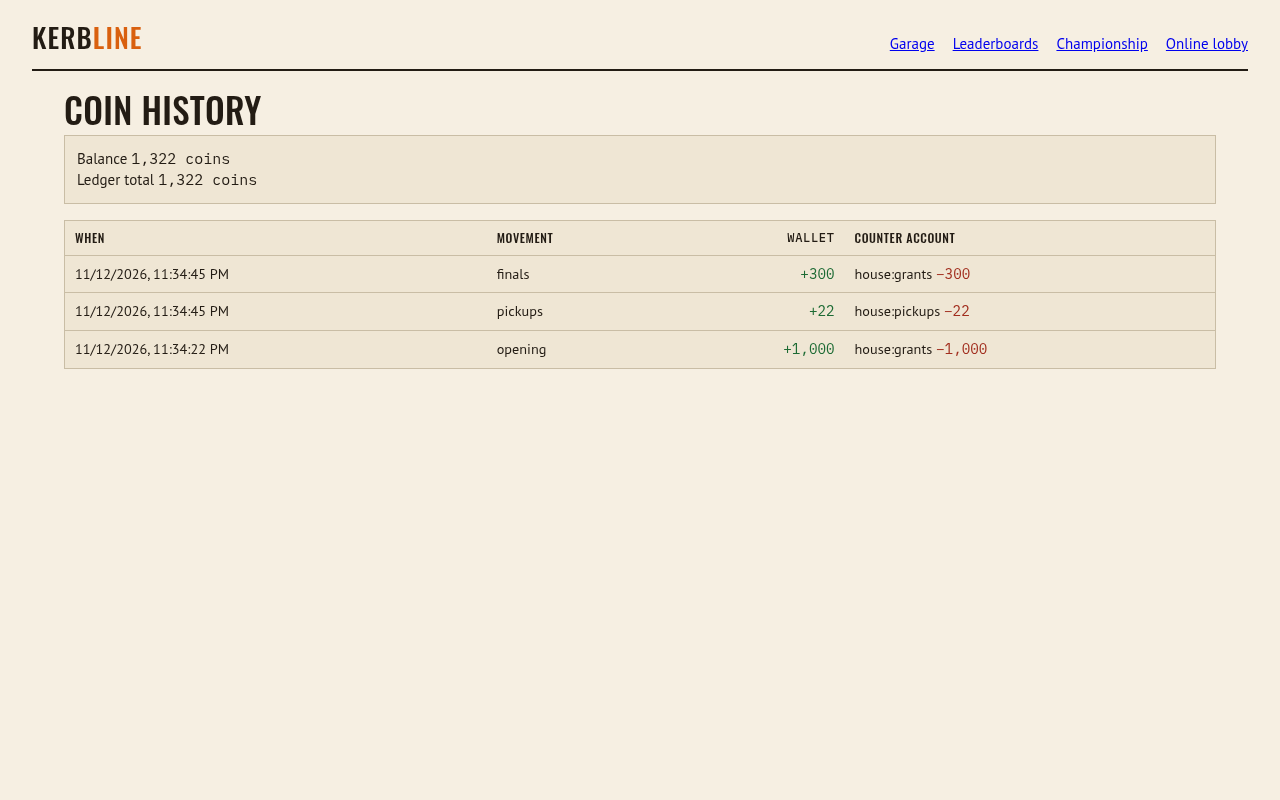 KERBLINE
Garage Leaderboards Championship Online lobby
COIN HISTORY
Balance 1,322 coins
Ledger total 1,322 coins
WHEN MOVEMENT WALLET COUNTER ACCOUNT
11/12/2026, 11:34:45 PM finals +300 house:grants −300
11/12/2026, 11:34:45 PM pickups +22 house:pickups −22
11/12/2026, 11:34:22 PM opening +1,000 house:grants −1,000